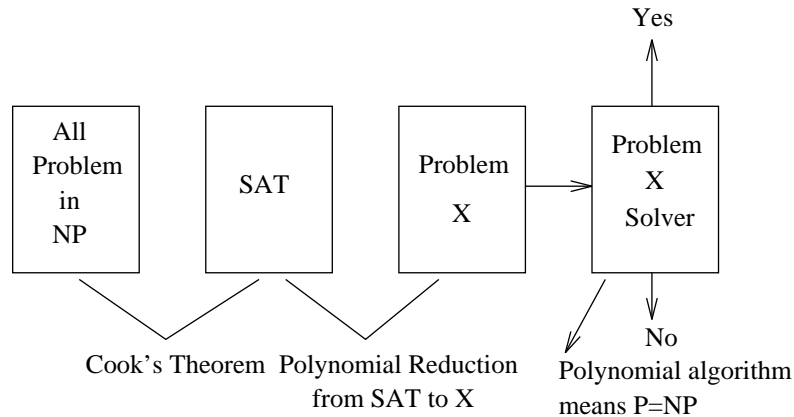 Yes
All
Problem
in
NP
SAT
Problem
X
Problem
X
Solver
No
Cook's Theorem
Polynomial Reduction
from SAT to X
Polynomial algorithm
means P=NP